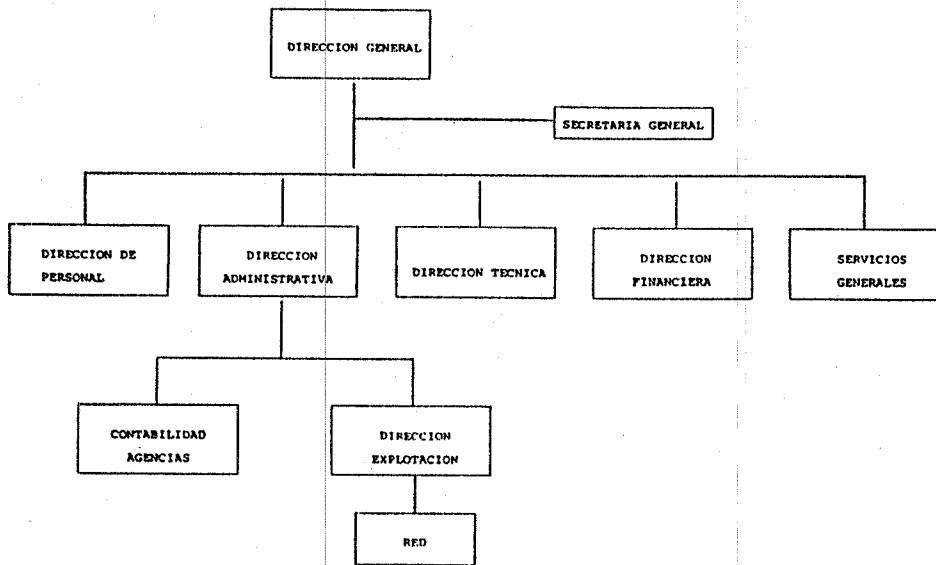 DIRECCION GENERAL
SECRETARIA GENERAL
DIRECCION DE
PERSONAL
DIRECCION
ADMINISTRATIVA
DIRECCION TECNICA
DIRECCION
FINANCIERA
SERVICIOS
GENERALES
CONTABILIDAD
AGENCIAS
DIRECCION
EXPLOTACION
RED